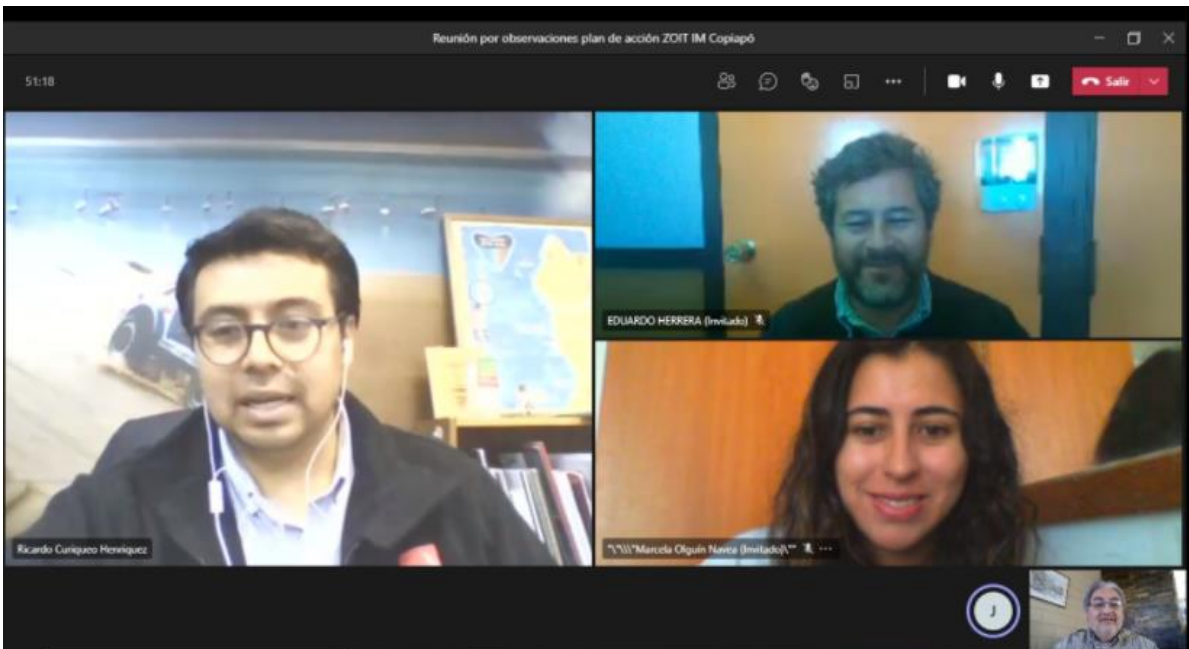 Reunión por observaciones plan de acción ZOIT IM Copiapó
51:18
Salir
EDUARDO HERRERA (Invitado)
Ricardo Curiqueo Henriquez
"\"\\\"Marcela Olguín Navea (Invitado)\""
J